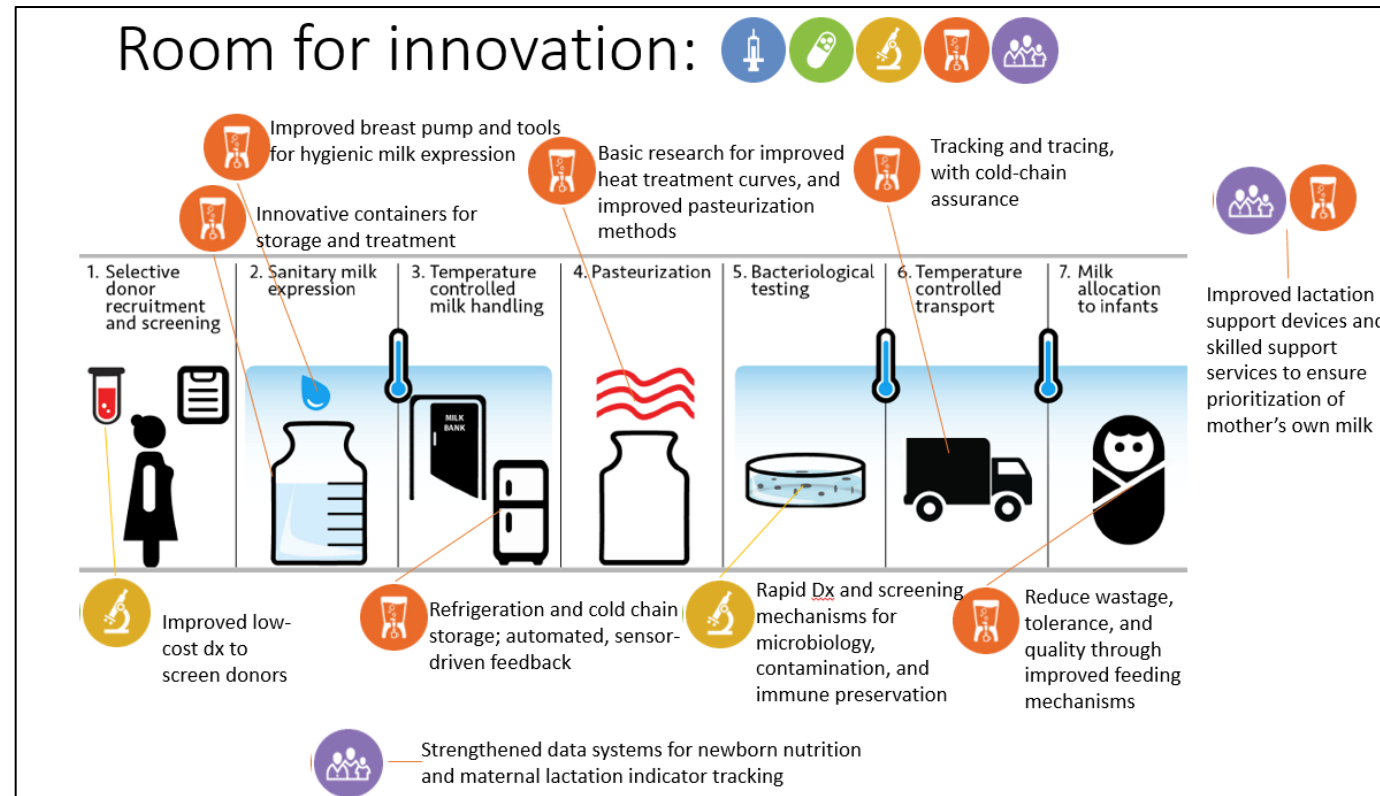 Room for innovation:
Improved breast pump and tools
for hygienic milk expression
Innovative containers for
storage and treatment
Basic research for improved
heat treatment curves, and
improved pasteurization
methods
Tracking and tracing,
with cold-chain
assurance
1. Selective
donor
recruitment
and screening
2. Sanitary milk
expression
3. Temperature
controlled
milk handling
4. Pasteurization
5. Bacteriological
testing
6. Temperature
controlled
transport
7. Milk
allocation
to infants
MILK
BANK
Improved lactation
support devices and
skilled support
services to ensure
prioritization of
mother's own milk
Improved low-
cost dx to
screen donors
Refrigeration and cold chain
storage; automated, sensor-
driven feedback
Rapid Dx and screening
mechanisms for
microbiology,
contamination, and
immune preservation
Reduce wastage,
tolerance, and
quality through
improved feeding
mechanisms
Strengthened data systems for newborn nutrition
and maternal lactation indicator tracking